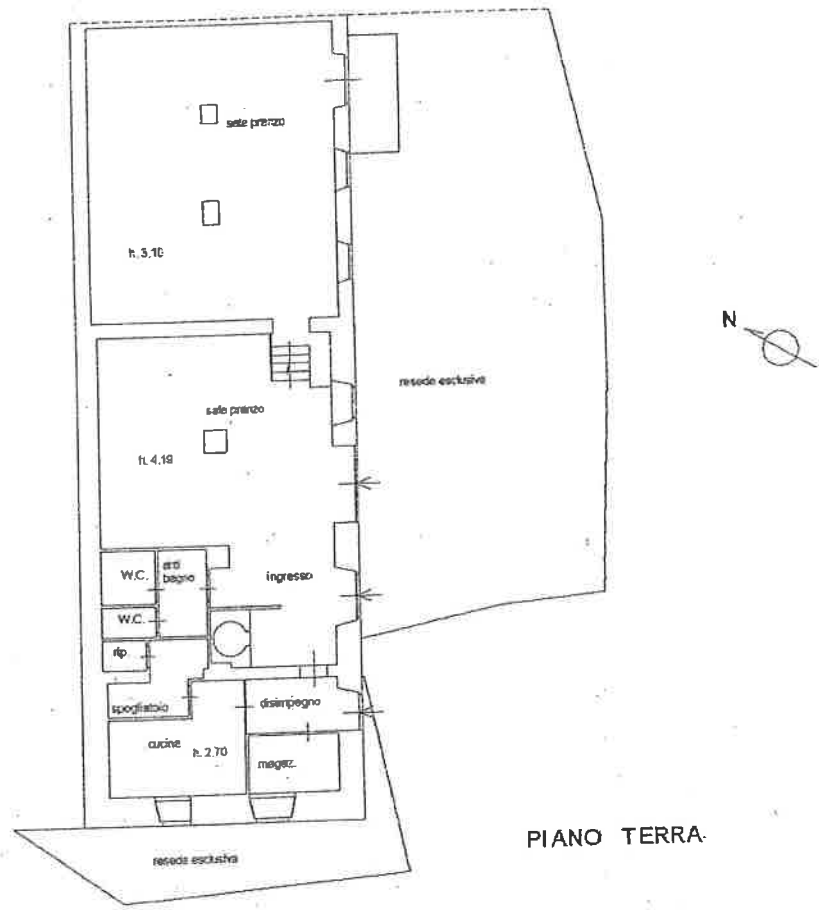 sale pranzo
h. 3,10
N
resede esclusiva
sale pranzo
h. 4,19
W.C.
anti
bagno
ingresso
W.C.
rip.
spogliatoio
disimpegno
cucina
h. 2,70
magaz.
PIANO TERRA
resede esclusiva